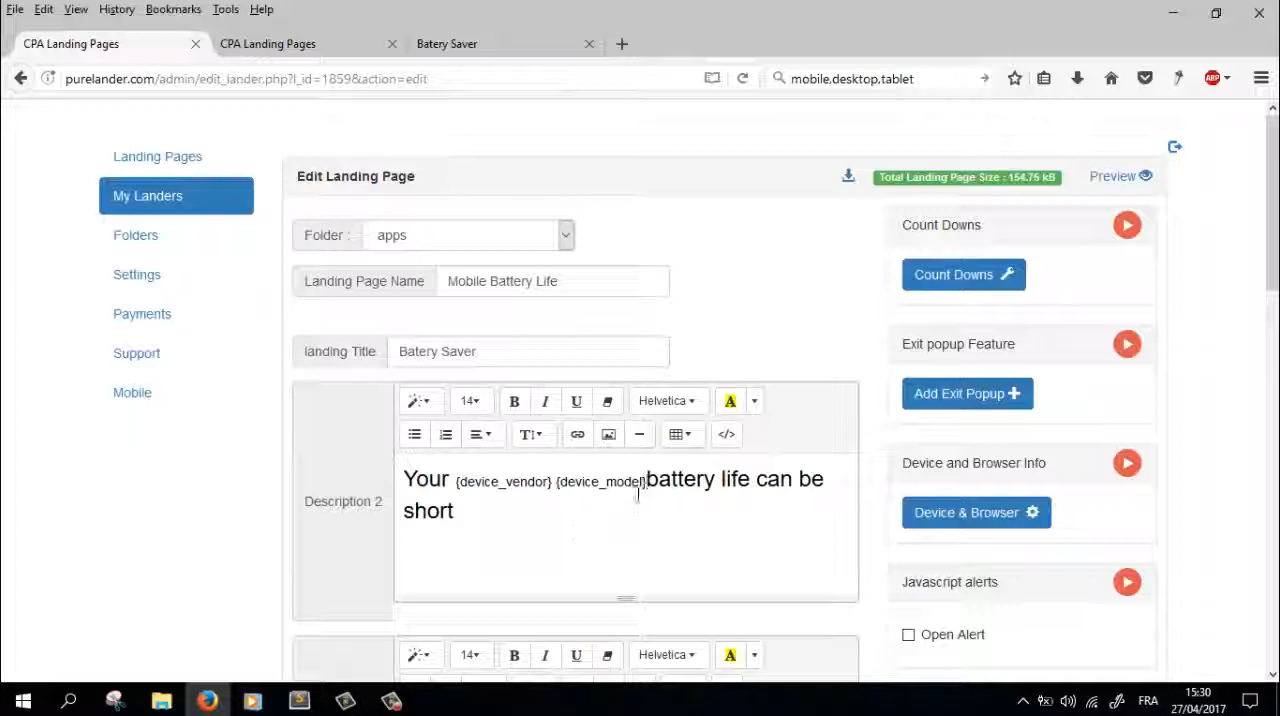 File Edit View History Bookmarks Tools Help
CPA Landing Pages CPA Landing Pages Batery Saver
purelander.com/admin/edit_lander.php?l_id=1859&action=edit mobile.desktop.tablet ABP
Landing Pages
My Landers
Folders
Settings
Payments
Support
Mobile
Edit Landing Page Total Landing Page Size : 154.75 kB Preview
Folder : apps
Landing Page Name Mobile Battery Life
landing Title Batery Saver
14 B I U Helvetica A
T </>
Description 2
Your {device_vendor} {device_model} battery life can be
short
14 B I U Helvetica A
Count Downs
Count Downs
Exit popup Feature
Add Exit Popup
Device and Browser Info
Device & Browser
Javascript alerts
Open Alert
FRA 15:30
27/04/2017